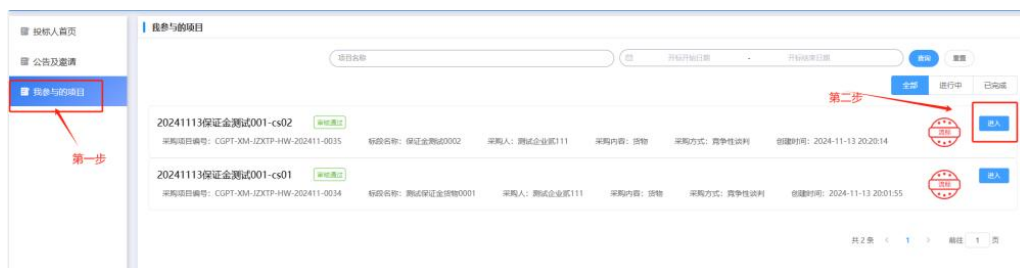 投标人首页
公告及邀请
我参与的项目
第一步
我参与的项目
项目名称 开标开始日期 - 开标结束日期 查询 重置
全部 进行中 已完成
第二步
20241113保证金测试001-cs02 审核通过
采购项目编号：CGPT-XM-JZXTP-HW-202411-0035 标段名称：保证金测试0002 采购人：测试企业贰111 采购内容：货物 采购方式：竞争性谈判 创建时间：2024-11-13 20:20:14
流标 进入
20241113保证金测试001-cs01 审核通过
采购项目编号：CGPT-XM-JZXTP-HW-202411-0034 标段名称：测试保证金货物0001 采购人：测试企业贰111 采购内容：货物 采购方式：竞争性谈判 创建时间：2024-11-13 20:01:55
流标 进入
共 2 条 < 1 > 前往 1 页